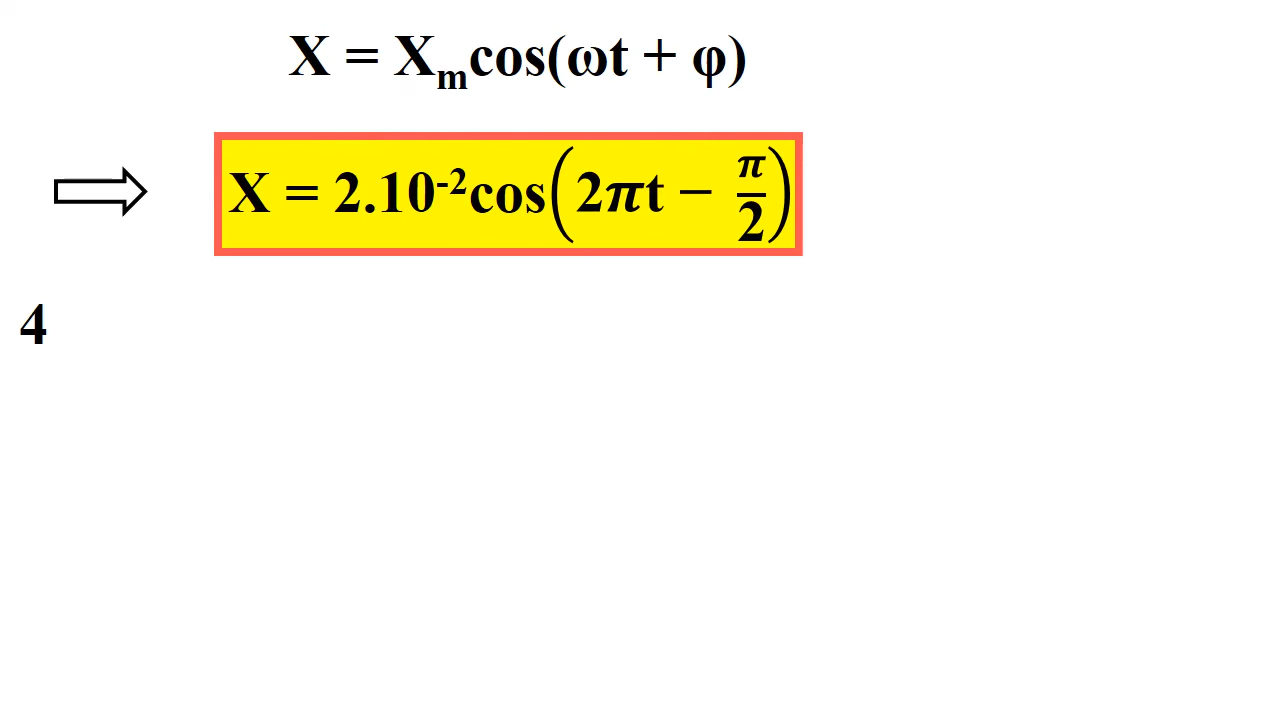 X = Xₘcos(ωt + φ)
X = 2.10⁻²cos(2πt − π/2)
4